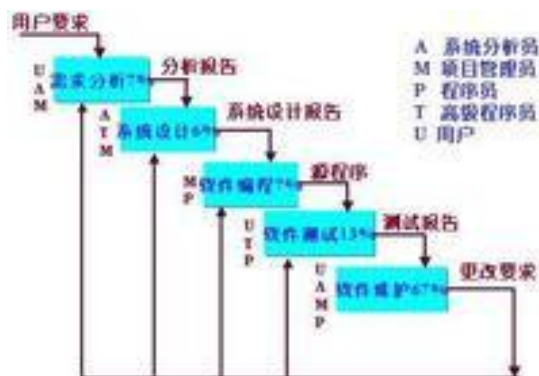 用户要求
U A M
需求分析7%
分析报告
A T M
系统设计6%
系统设计报告
M P
软件编程7%
源程序
U T P
软件测试13%
测试报告
U A M P
软件维护67%
更改要求
A 系统分析员
M 项目管理员
P 程序员
T 高级程序员
U 用户